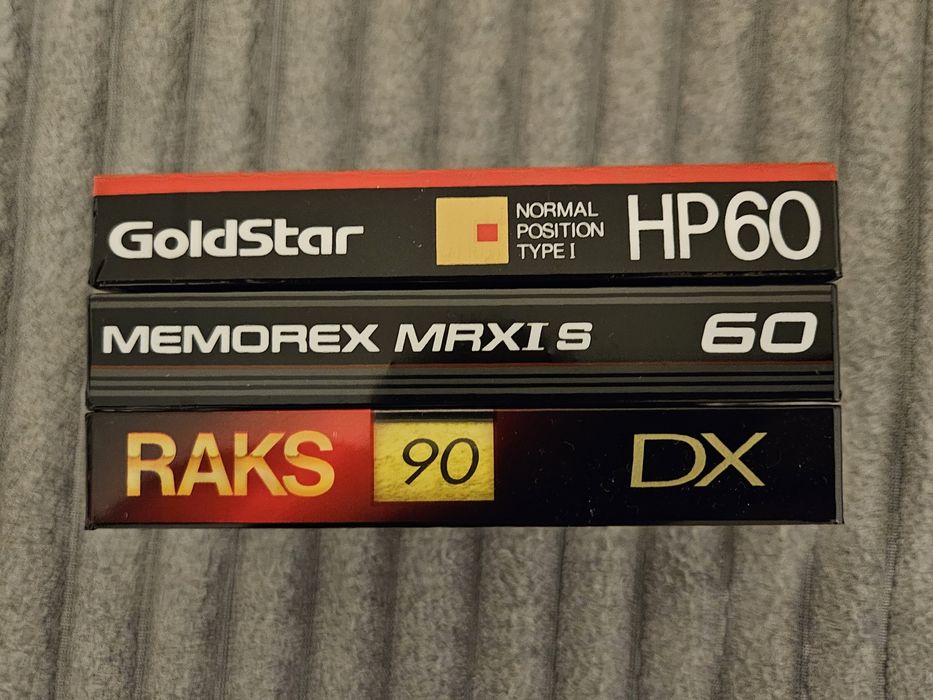 GoldStar
NORMAL
POSITION
TYPE I
HP60
MEMOREX MRXI S 60
RAKS 90 DX